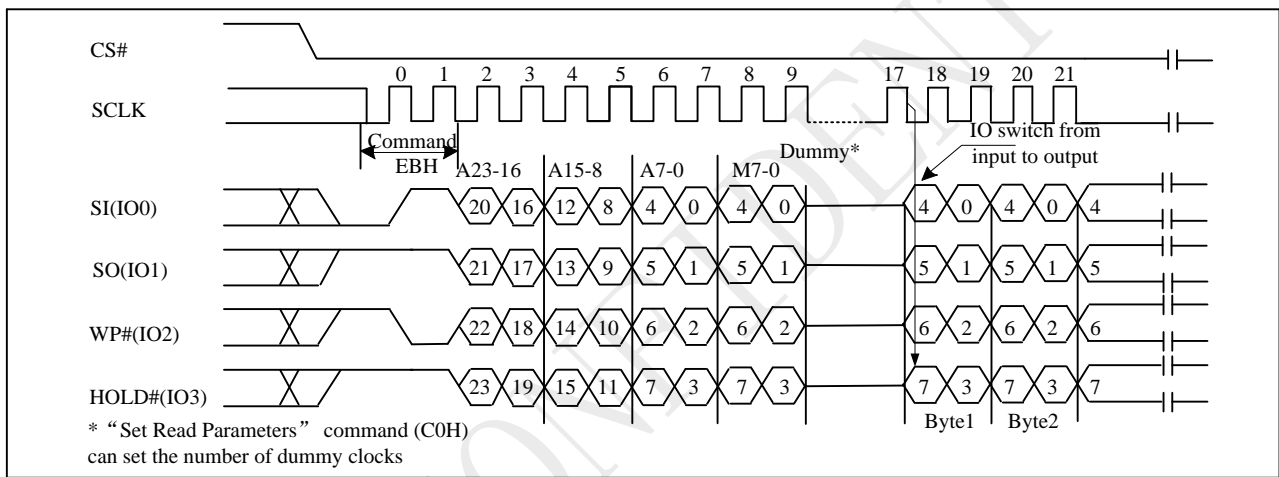 CS#
0 1 2 3 4 5 6 7 8 9 17 18 19 20 21
SCLK
Command
EBH
IO switch from
input to output
Dummy*
A23-16 A15-8 A7-0 M7-0
SI(IO0) 20 16 12 8 4 0 4 0 4 0 4 0 4
SO(IO1) 21 17 13 9 5 1 5 1 5 1 5 1 5
WP#(IO2) 22 18 14 10 6 2 6 2 6 2 6 2 6
HOLD#(IO3) 23 19 15 11 7 3 7 3 7 3 7 3 7
Byte1 Byte2
* “Set Read Parameters” command (C0H)
can set the number of dummy clocks